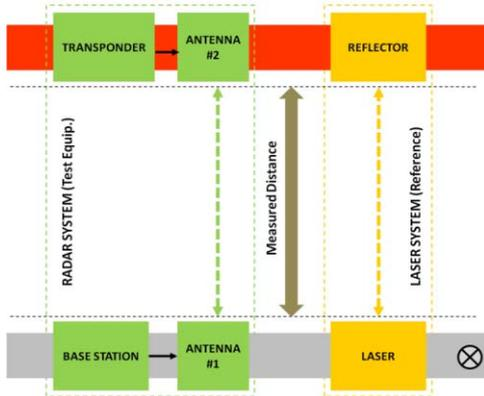 TRANSPONDER
ANTENNA
#2
REFLECTOR
RADAR SYSTEM (Test Equip.)
Measured Distance
LASER SYSTEM (Reference)
BASE STATION
ANTENNA
#1
LASER